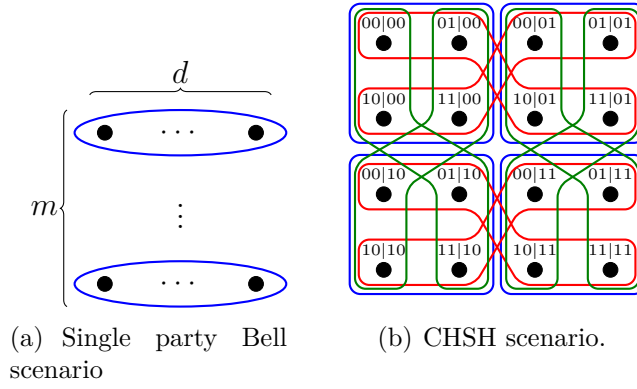 00|00 01|00 00|01 01|01
d
10|00 11|00 10|01 11|01
···
m
⋮
00|10 01|10 00|11 01|11
···
10|10 11|10 10|11 11|11
(a) Single party Bell
scenario
(b) CHSH scenario.